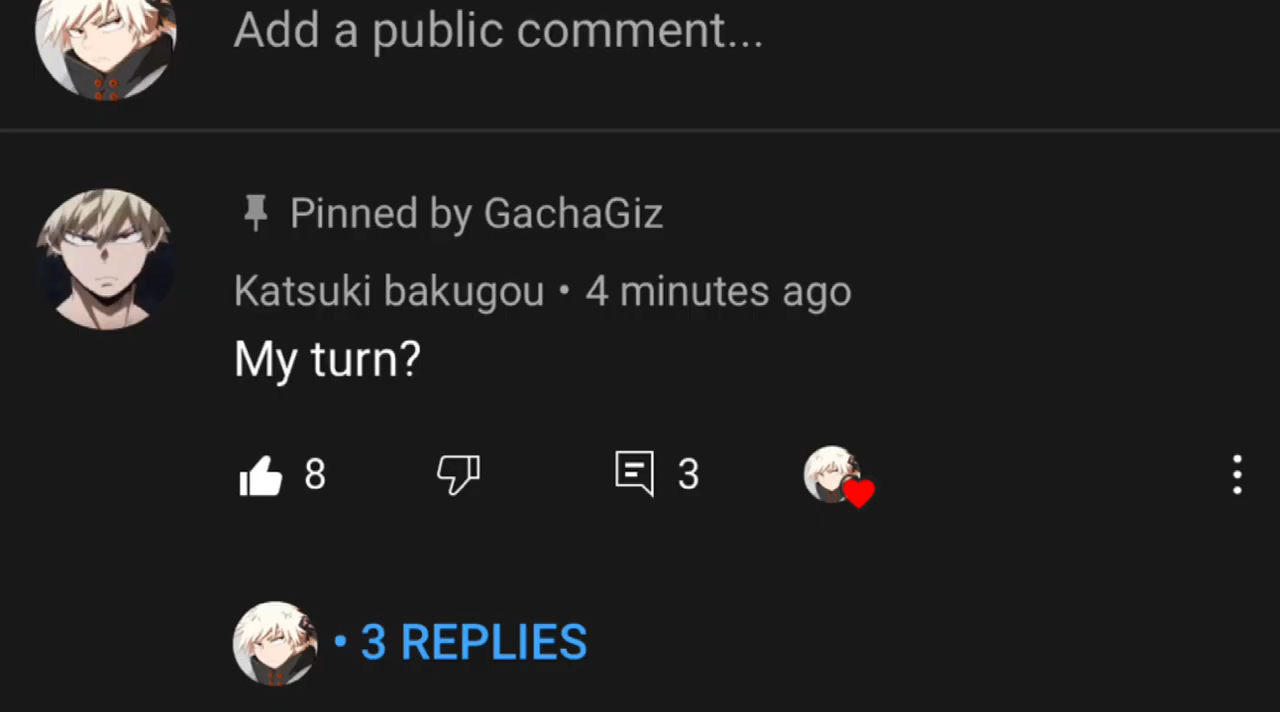 Add a public comment...
Pinned by GachaGiz
Katsuki bakugou • 4 minutes ago
My turn?
8 3
• 3 REPLIES